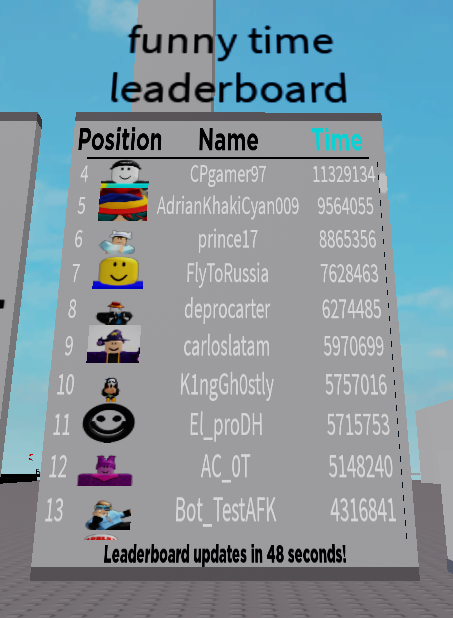 funny time
leaderboard
Position Name Time
4 CPgamer97 11329134
5 AdrianKhakiCyan009 9564055
6 prince17 8865356
7 FlyToRussia 7628463
8 deprocarter 6274485
9 carloslatam 5970699
10 K1ngGh0stly 5757016
11 El_proDH 5715753
12 AC_0T 5148240
13 Bot_TestAFK 4316841
Leaderboard updates in 48 seconds!